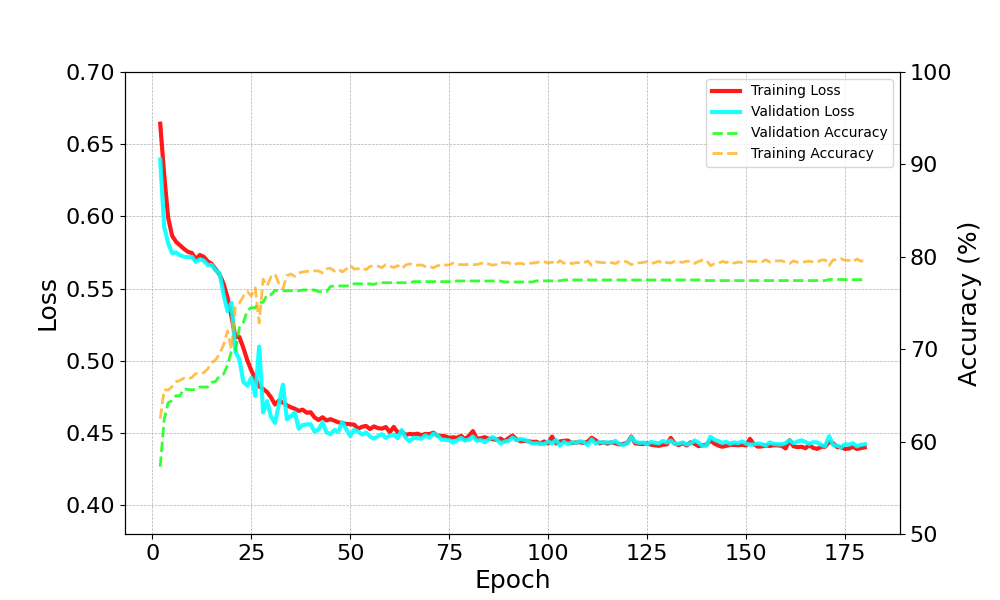 0.70
0.65
0.60
0.55
0.50
0.45
0.40
Loss
0 25 50 75 100 125 150 175
Epoch
100
90
80
70
60
50
Accuracy (%)
Training Loss
Validation Loss
Validation Accuracy
Training Accuracy